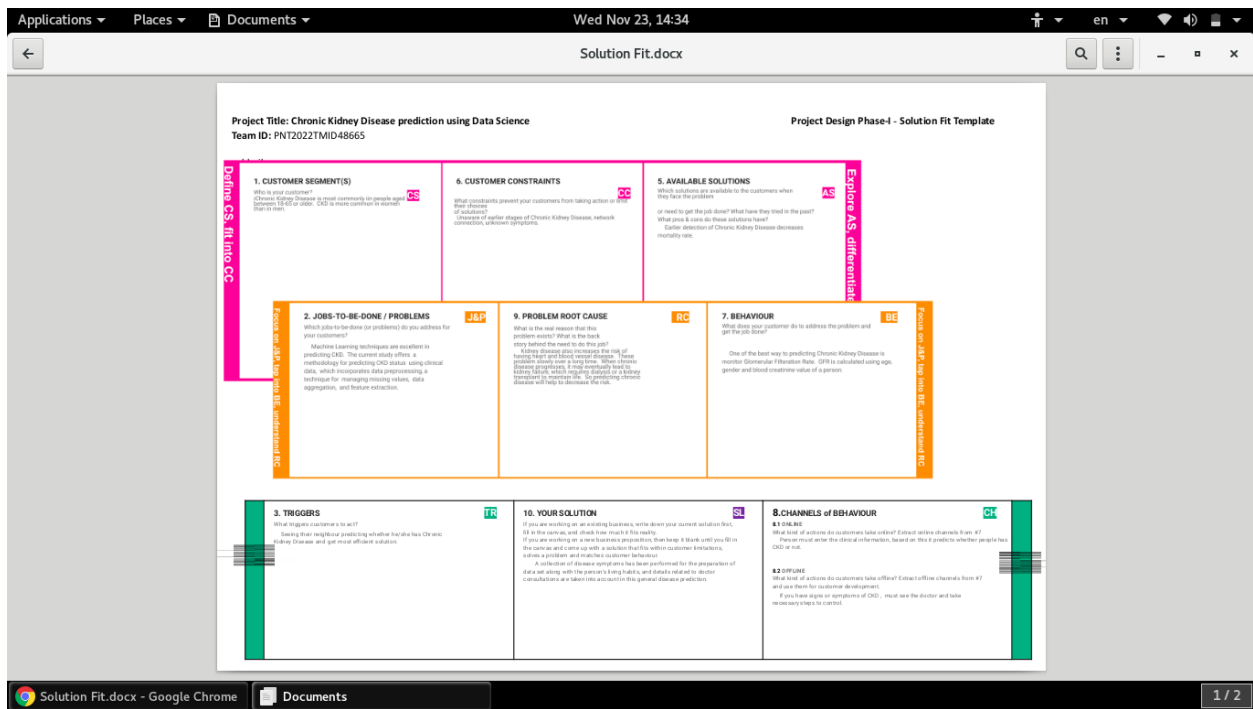 Applications Places Documents Wed Nov 23, 14:34 en
Solution Fit.docx
Project Title: Chronic Kidney Disease prediction using Data Science Project Design Phase-I - Solution Fit Template
Team ID: PNT2022TMID48665
Define CS, fit into CC
1. CUSTOMER SEGMENT(S)
CS
Who is your customer?
(Chronic Kidney Disease is most commonly in people aged
between 18-65 or older. CKD is more common in women
than in men.
6. CUSTOMER CONSTRAINTS
CC
What constraints prevent your customers from taking action or limit
their choices
of solutions?
Unaware of earlier stages of Chronic Kidney Disease, network
connection, unknown symptoms.
5. AVAILABLE SOLUTIONS
AS
Which solutions are available to the customers when
they face the problem
or need to get the job done? What have they tried in the past?
What pros & cons do these solutions have?
Earlier detection of Chronic Kidney Disease decreases
mortality rate.
Explore AS, differentiate
Focus on J&P, tap into BE, understand RC
2. JOBS-TO-BE-DONE / PROBLEMS
J&P
Which jobs-to-be-done (or problems) do you address for
your customers?
Machine Learning techniques are excellent in
predicting CKD. The current study offers a
methodology for predicting CKD status using clinical
data, which incorporates data preprocessing, a
technique for managing missing values, data
aggregation, and feature extraction.
9. PROBLEM ROOT CAUSE
RC
What is the real reason that this
problem exists? What is the back
story behind the need to do this job?
Kidney disease also increases the risk of
having heart and blood vessel disease. These
problem slowly over a long time. When chronic
disease progresses, it may eventually lead to
kidney failure, which requires dialysis or a kidney
transplant to maintain life. So predicting chronic
disease will help to decrease the risk.
7. BEHAVIOUR
BE
What does your customer do to address the problem and
get the job done?
One of the best way to predicting Chronic Kidney Disease is
monitor Glomerular Filteration Rate. GFR is calculated using age,
gender and blood creatinine value of a person.
Focus on J&P, tap into BE, understand RC
3. TRIGGERS
TR
What triggers customers to act?
Seeing their neighbour predicting whether he/she has Chronic
Kidney Disease and get most efficient solution
10. YOUR SOLUTION
SL
If you are working on an existing business, write down your current solution first,
fill in the canvas, and check how much it fits reality.
If you are working on a new business proposition, then keep it blank until you fill in
the canvas and come up with a solution that fits within customer limitations,
solves a problem and matches customer behaviour.
A collection of disease symptoms has been performed for the preparation of
data set along with the person's living habits, and details related to doctor
consultations are taken into account in this general disease prediction.
8.CHANNELS of BEHAVIOUR
CH
8.1 ONLINE
What kind of actions do customers take online? Extract online channels from #7
Person must enter the clinical information, based on this it predicts whether people has
CKD or not.
8.2 OFFLINE
What kind of actions do customers take offline? Extract offline channels from #7
and use them for customer development.
If you have signs or symptoms of CKD , must see the doctor and take
necessary steps to control.
Solution Fit.docx - Google Chrome Documents 1 / 2